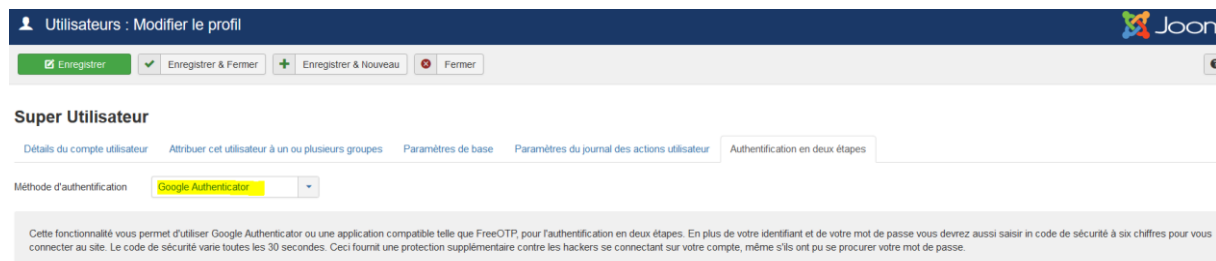 Utilisateurs : Modifier le profil
Enregistrer Enregistrer & Fermer Enregistrer & Nouveau Fermer
Super Utilisateur
Détails du compte utilisateur Attribuer cet utilisateur à un ou plusieurs groupes Paramètres de base Paramètres du journal des actions utilisateur Authentification en deux étapes
Méthode d'authentification Google Authenticator
Cette fonctionnalité vous permet d'utiliser Google Authenticator ou une application compatible telle que FreeOTP, pour l'authentification en deux étapes. En plus de votre identifiant et de votre mot de passe vous devrez aussi saisir in code de sécurité à six chiffres pour vous
connecter au site. Le code de sécurité varie toutes les 30 secondes. Ceci fournit une protection supplémentaire contre les hackers se connectant sur votre compte, même s'ils ont pu se procurer votre mot de passe.